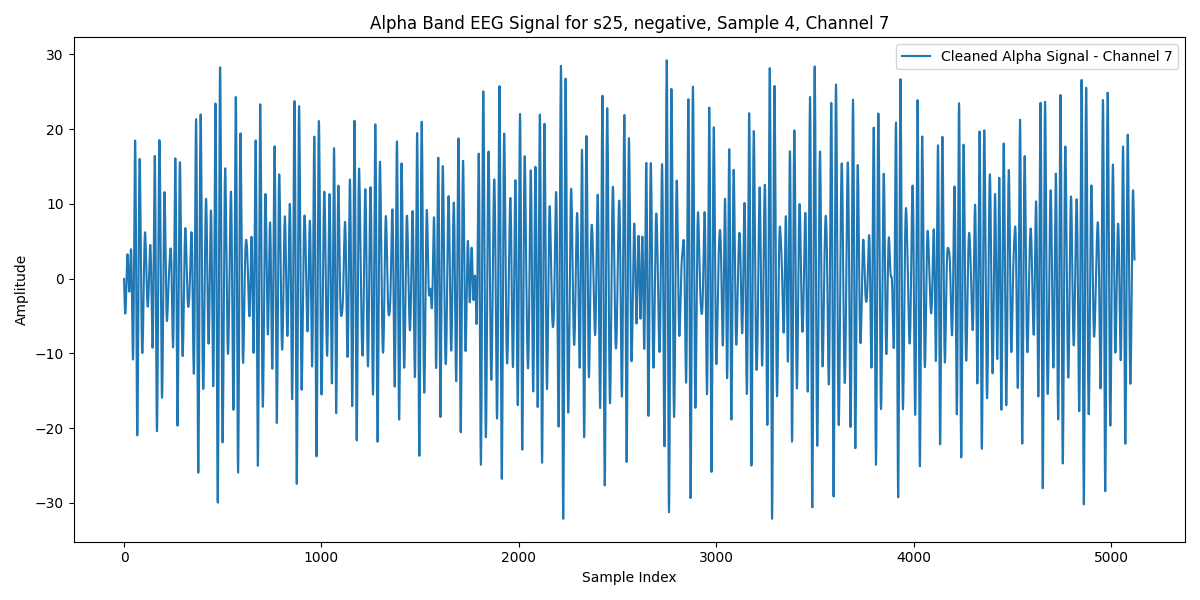 Alpha Band EEG Signal for s25, negative, Sample 4, Channel 7
Cleaned Alpha Signal - Channel 7
30
20
10
0
−10
−20
−30
Amplitude
0 1000 2000 3000 4000 5000
Sample Index